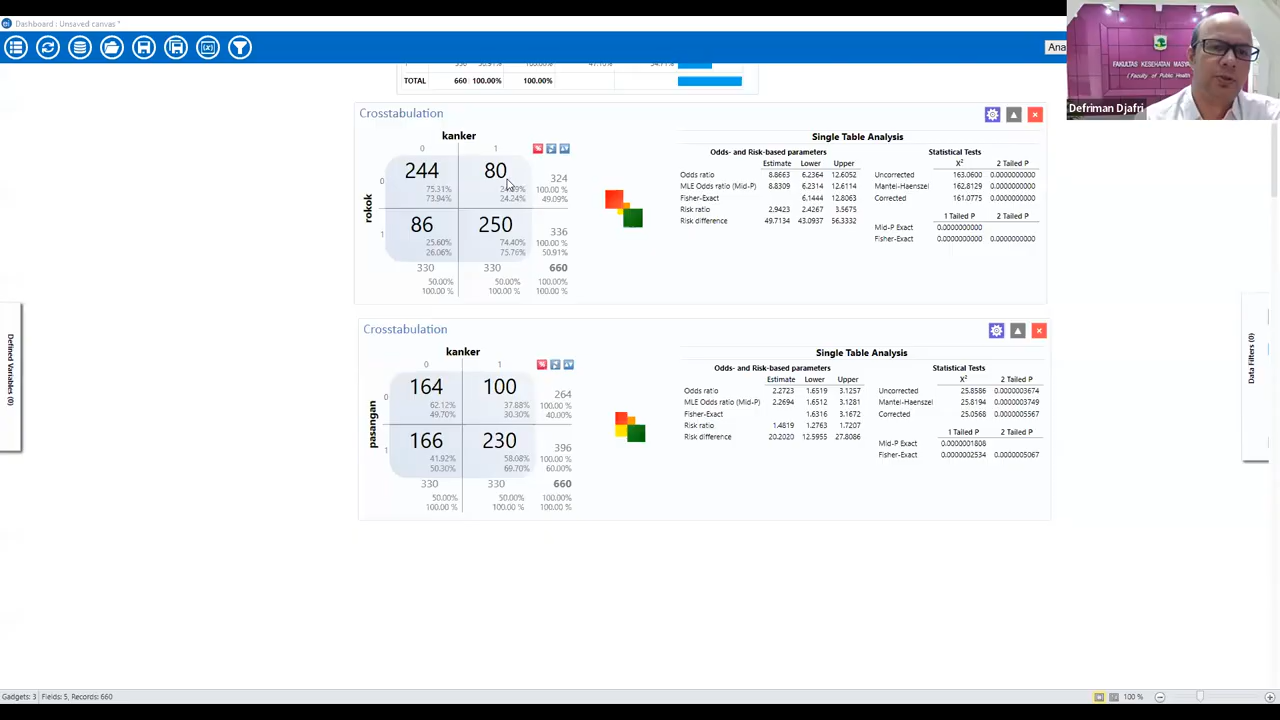 Dashboard : Unsaved canvas *
Ana
FAKULTAS KESEHATAN MASY
(Faculty of Public Health
Defriman Djafri
1 336 50.91% 100.00%
TOTAL 660 100.00% 100.00%
Crosstabulation
kanker
0 1
rokok
0 244 80 324
75.31% 100.00 %
73.94% 24.24% 49.09%
1 86 250 336
25.60% 74.40% 100.00 %
26.06% 75.76% 50.91%
330 330 660
50.00% 50.00% 100.00%
100.00 % 100.00 % 100.00 %
Single Table Analysis
Odds- and Risk-based parameters
Estimate Lower Upper
Odds ratio 8.8663 6.2364 12.6052
MLE Odds ratio (Mid-P) 8.8309 6.2314 12.6114
Fisher-Exact 6.1444 12.8063
Risk ratio 2.9423 2.4267 3.5675
Risk difference 49.7134 43.0937 56.3332
Statistical Tests
X² 2 Tailed P
Uncorrected 163.0600 0.0000000000
Mantel-Haenszel 162.8129 0.0000000000
Corrected 161.0775 0.0000000000
1 Tailed P 2 Tailed P
Mid-P Exact 0.0000000000
Fisher-Exact 0.0000000000 0.0000000000
Crosstabulation
kanker
0 1
pasangan
0 164 100 264
62.12% 37.88% 100.00 %
49.70% 30.30% 40.00%
1 166 230 396
41.92% 58.08% 100.00 %
50.30% 69.70% 60.00%
330 330 660
50.00% 50.00% 100.00%
100.00 % 100.00 % 100.00 %
Single Table Analysis
Odds- and Risk-based parameters
Estimate Lower Upper
Odds ratio 2.2723 1.6519 3.1257
MLE Odds ratio (Mid-P) 2.2694 1.6512 3.1281
Fisher-Exact 1.6316 3.1672
Risk ratio 1.4819 1.2763 1.7207
Risk difference 20.2020 12.5955 27.8086
Statistical Tests
X² 2 Tailed P
Uncorrected 25.8586 0.0000003674
Mantel-Haenszel 25.8194 0.0000003749
Corrected 25.0568 0.0000005567
1 Tailed P 2 Tailed P
Mid-P Exact 0.0000001808
Fisher-Exact 0.0000002534 0.0000005067
Defined Variables (0)
Data Filters (0)
Gadgets: 3 Fields: 5, Records: 660
100 %